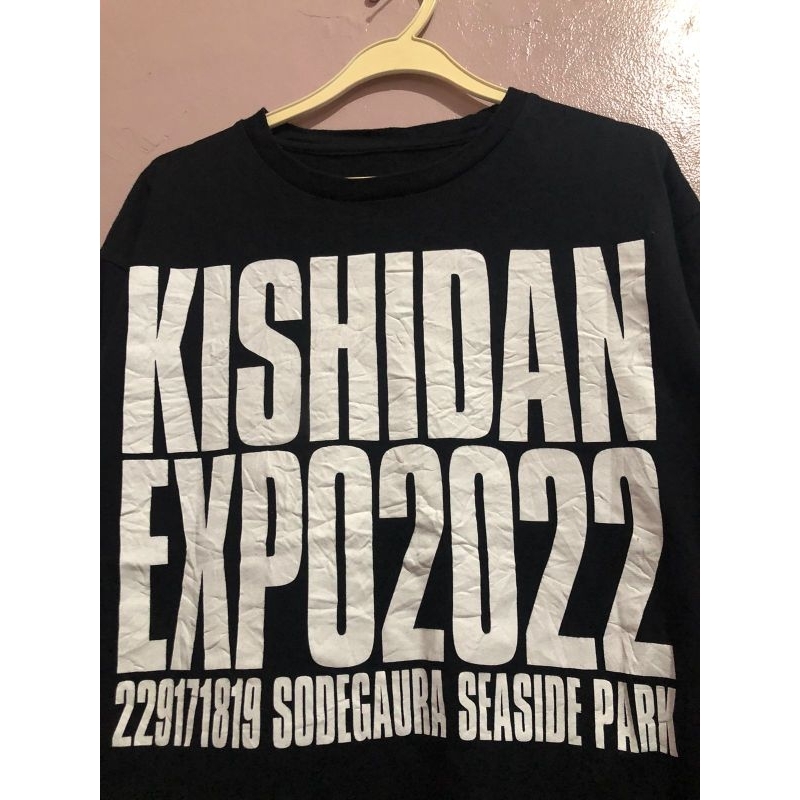 KISHIDAN
EXPO2022
229171819 SODEGAURA SEASIDE PARK